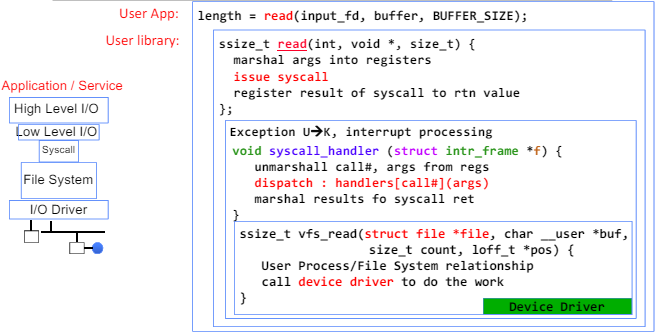 User App:
length = read(input_fd, buffer, BUFFER_SIZE);
User library:
ssize_t read(int, void *, size_t) {
marshal args into registers
issue syscall
register result of syscall to rtn value
};
Application / Service
High Level I/O
Low Level I/O
Syscall
File System
I/O Driver
Exception U→K, interrupt processing
void syscall_handler (struct intr_frame *f) {
unmarshall call#, args from regs
dispatch : handlers[call#](args)
marshal results fo syscall ret
}
ssize_t vfs_read(struct file *file, char __user *buf,
size_t count, loff_t *pos) {
User Process/File System relationship
call device driver to do the work
}
Device Driver